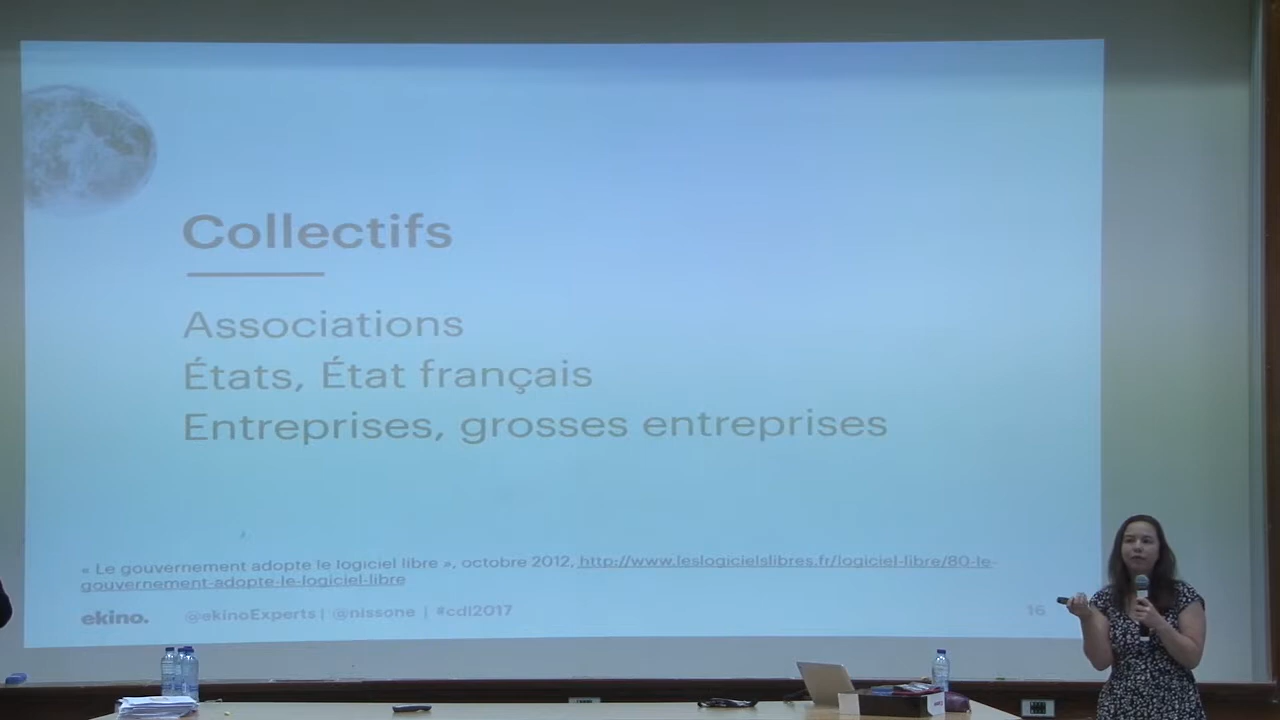 Collectifs
Associations
États, État français
Entreprises, grosses entreprises
« Le gouvernement adopte le logiciel libre », octobre 2012, http://www.leslogicielslibres.fr/logiciel-libre/80-le-
gouvernement-adopte-le-logiciel-libre
ekino. @ekinoExperts | @nissone | #cdl2017 16